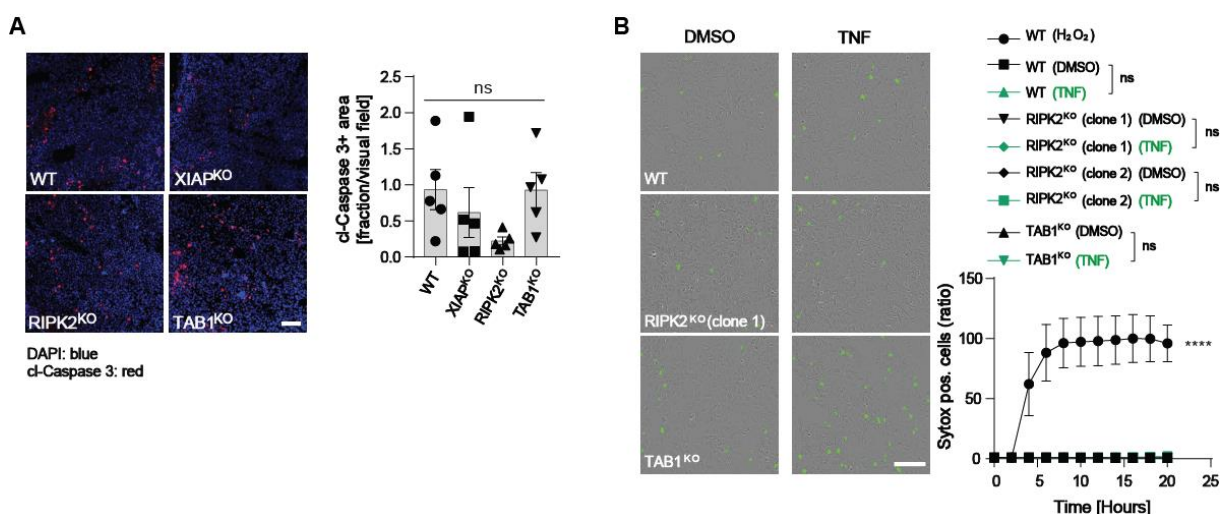 A
WT
XIAPᴷᴼ
RIPK2ᴷᴼ
TAB1ᴷᴼ
DAPI: blue
cl-Caspase 3: red
cl-Caspase 3+ area
[fraction/visual field]
2.5
2.0
1.5
1.0
0.5
0.0
ns
WT
XIAPᴷᴼ
RIPK2ᴷᴼ
TAB1ᴷᴼ
B
DMSO
TNF
WT
RIPK2ᴷᴼ (clone 1)
TAB1ᴷᴼ
WT (H₂O₂)
WT (DMSO)
WT (TNF)
ns
RIPK2ᴷᴼ (clone 1) (DMSO)
RIPK2ᴷᴼ (clone 1) (TNF)
ns
RIPK2ᴷᴼ (clone 2) (DMSO)
RIPK2ᴷᴼ (clone 2) (TNF)
ns
TAB1ᴷᴼ (DMSO)
TAB1ᴷᴼ (TNF)
ns
Sytox pos. cells (ratio)
150
100
50
0
****
0 5 10 15 20 25
Time [Hours]